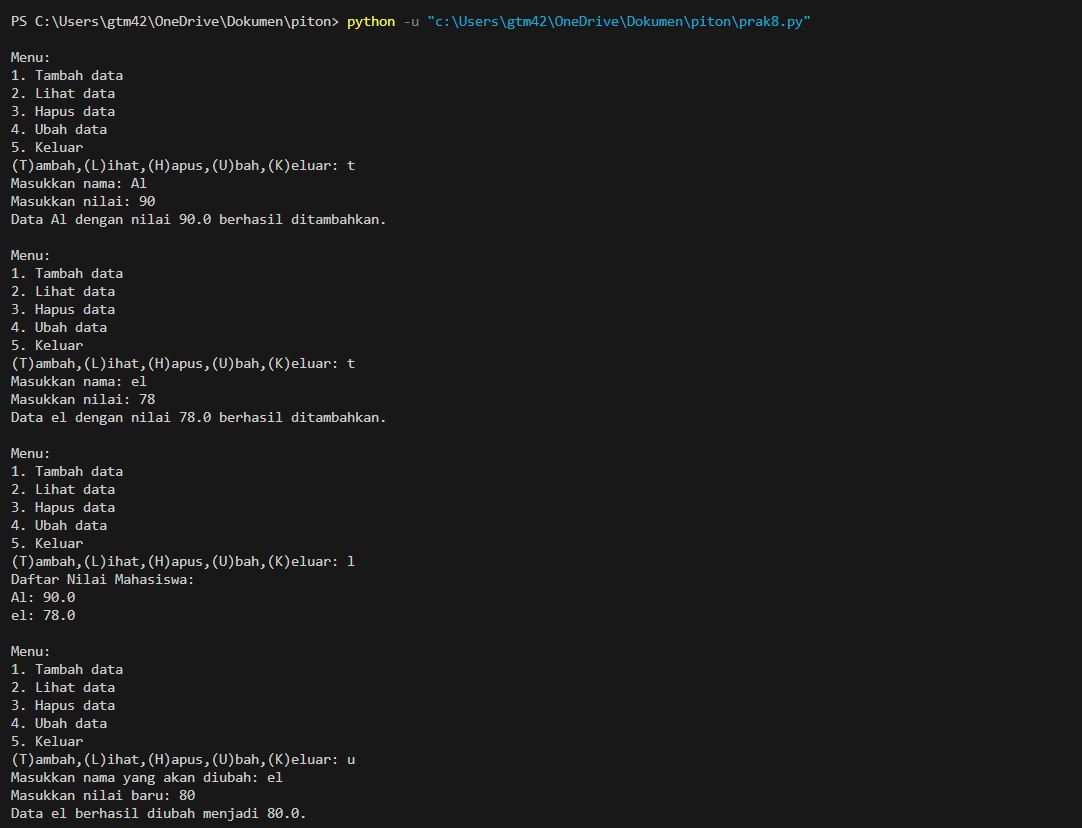 PS C:\Users\gtm42\OneDrive\Dokumen\piton> python -u "c:\Users\gtm42\OneDrive\Dokumen\piton\prak8.py"
Menu:
1. Tambah data
2. Lihat data
3. Hapus data
4. Ubah data
5. Keluar
(T)ambah,(L)ihat,(H)apus,(U)bah,(K)eluar: t
Masukkan nama: Al
Masukkan nilai: 90
Data Al dengan nilai 90.0 berhasil ditambahkan.
Menu:
1. Tambah data
2. Lihat data
3. Hapus data
4. Ubah data
5. Keluar
(T)ambah,(L)ihat,(H)apus,(U)bah,(K)eluar: t
Masukkan nama: el
Masukkan nilai: 78
Data el dengan nilai 78.0 berhasil ditambahkan.
Menu:
1. Tambah data
2. Lihat data
3. Hapus data
4. Ubah data
5. Keluar
(T)ambah,(L)ihat,(H)apus,(U)bah,(K)eluar: l
Daftar Nilai Mahasiswa:
Al: 90.0
el: 78.0
Menu:
1. Tambah data
2. Lihat data
3. Hapus data
4. Ubah data
5. Keluar
(T)ambah,(L)ihat,(H)apus,(U)bah,(K)eluar: u
Masukkan nama yang akan diubah: el
Masukkan nilai baru: 80
Data el berhasil diubah menjadi 80.0.